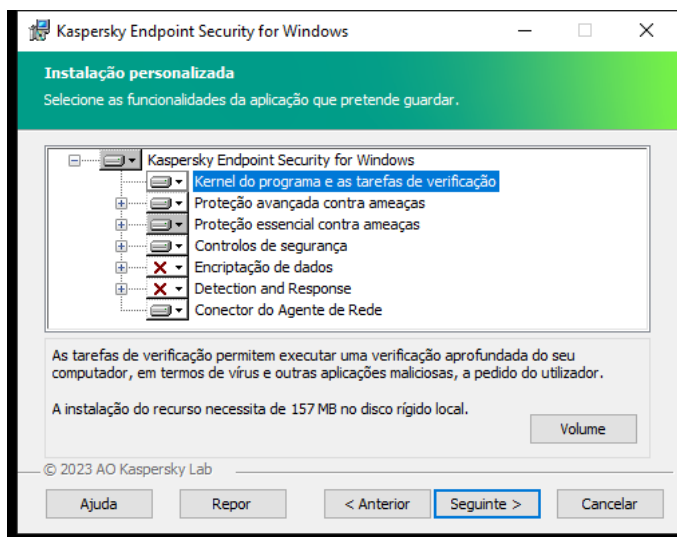 Kaspersky Endpoint Security for Windows
Instalação personalizada
Selecione as funcionalidades da aplicação que pretende guardar.
Kaspersky Endpoint Security for Windows
Kernel do programa e as tarefas de verificação
Proteção avançada contra ameaças
Proteção essencial contra ameaças
Controlos de segurança
Encriptação de dados
Detection and Response
Conector do Agente de Rede
As tarefas de verificação permitem executar uma verificação aprofundada do seu
computador, em termos de vírus e outras aplicações maliciosas, a pedido do utilizador.
A instalação do recurso necessita de 157 MB no disco rígido local.
Volume
© 2023 AO Kaspersky Lab
Ajuda
Repor
< Anterior
Seguinte >
Cancelar